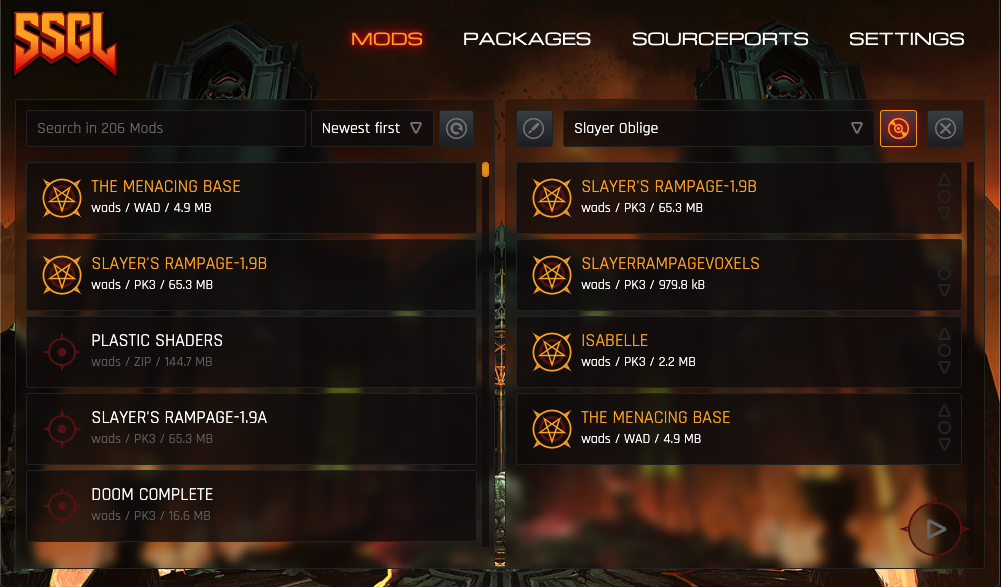 SSGL
MODS
PACKAGES
SOURCEPORTS
SETTINGS
Search in 206 Mods
Newest first
THE MENACING BASE
wads / WAD / 4.9 MB
SLAYER'S RAMPAGE-1.9B
wads / PK3 / 65.3 MB
PLASTIC SHADERS
wads / ZIP / 144.7 MB
SLAYER'S RAMPAGE-1.9A
wads / PK3 / 65.3 MB
DOOM COMPLETE
wads / PK3 / 16.6 MB
Slayer Oblige
SLAYER'S RAMPAGE-1.9B
wads / PK3 / 65.3 MB
SLAYERRAMPAGEVOXELS
wads / PK3 / 979.8 kB
ISABELLE
wads / PK3 / 2.2 MB
THE MENACING BASE
wads / WAD / 4.9 MB